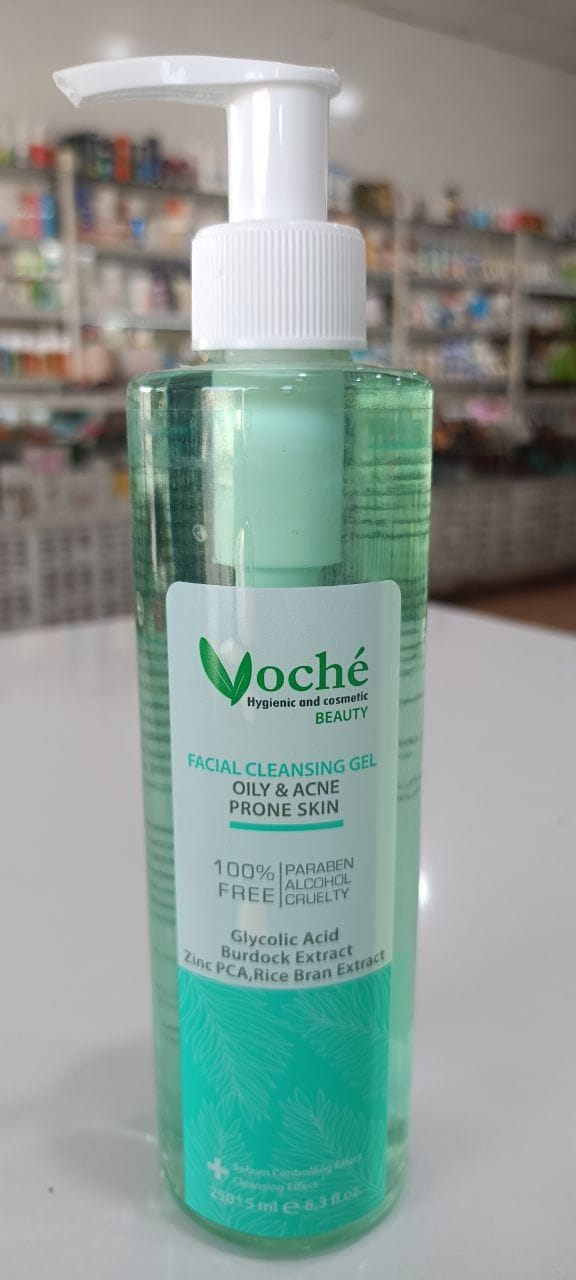 Voché
Hygienic and cosmetic
BEAUTY
FACIAL CLEANSING GEL
OILY & ACNE
PRONE SKIN
100% FREE
PARABEN
ALCOHOL
CRUELTY
Glycolic Acid
Burdock Extract
Zinc PCA,Rice Bran Extract
Sebum Controlling Effect
Cleansing Effect
250±5 ml e 8.3 fl.oz